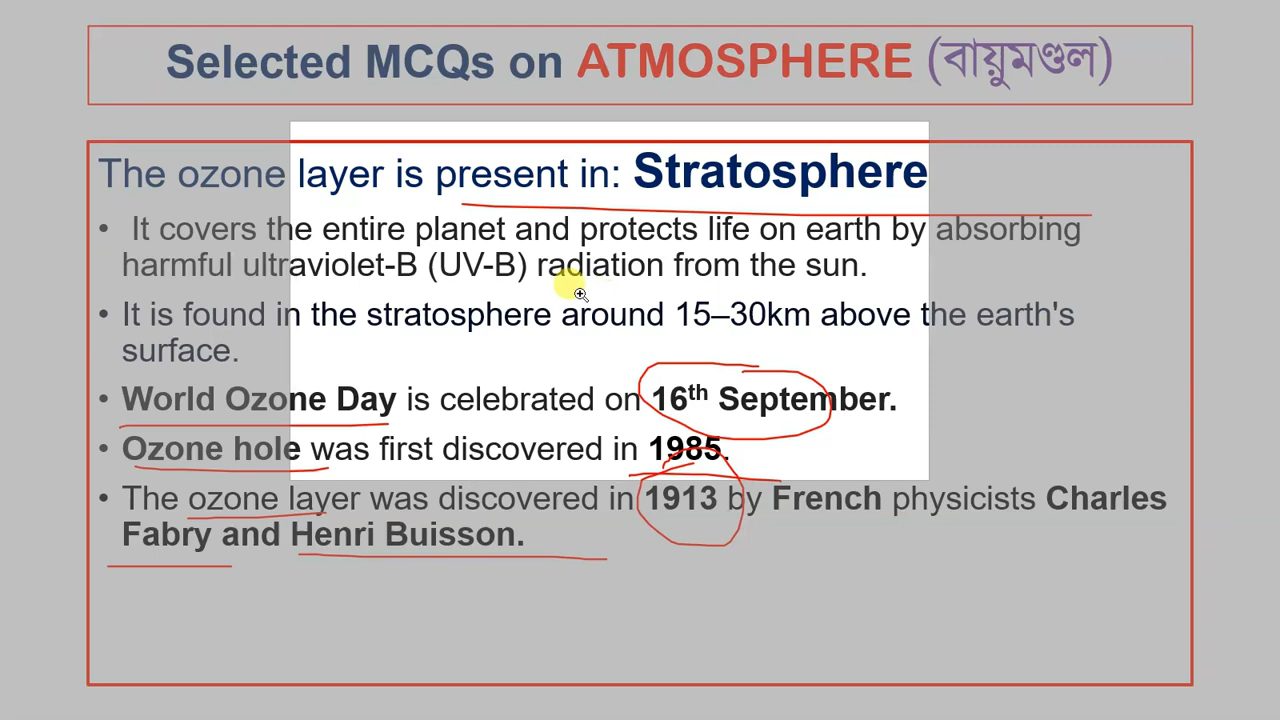 Selected MCQs on ATMOSPHERE (বায়ুমণ্ডল)
The ozone layer is present in: Stratosphere
• It covers the entire planet and protects life on earth by absorbing
harmful ultraviolet-B (UV-B) radiation from the sun.
• It is found in the stratosphere around 15–30km above the earth's
surface.
• World Ozone Day is celebrated on 16th September.
• Ozone hole was first discovered in 1985.
• The ozone layer was discovered in 1913 by French physicists Charles
Fabry and Henri Buisson.